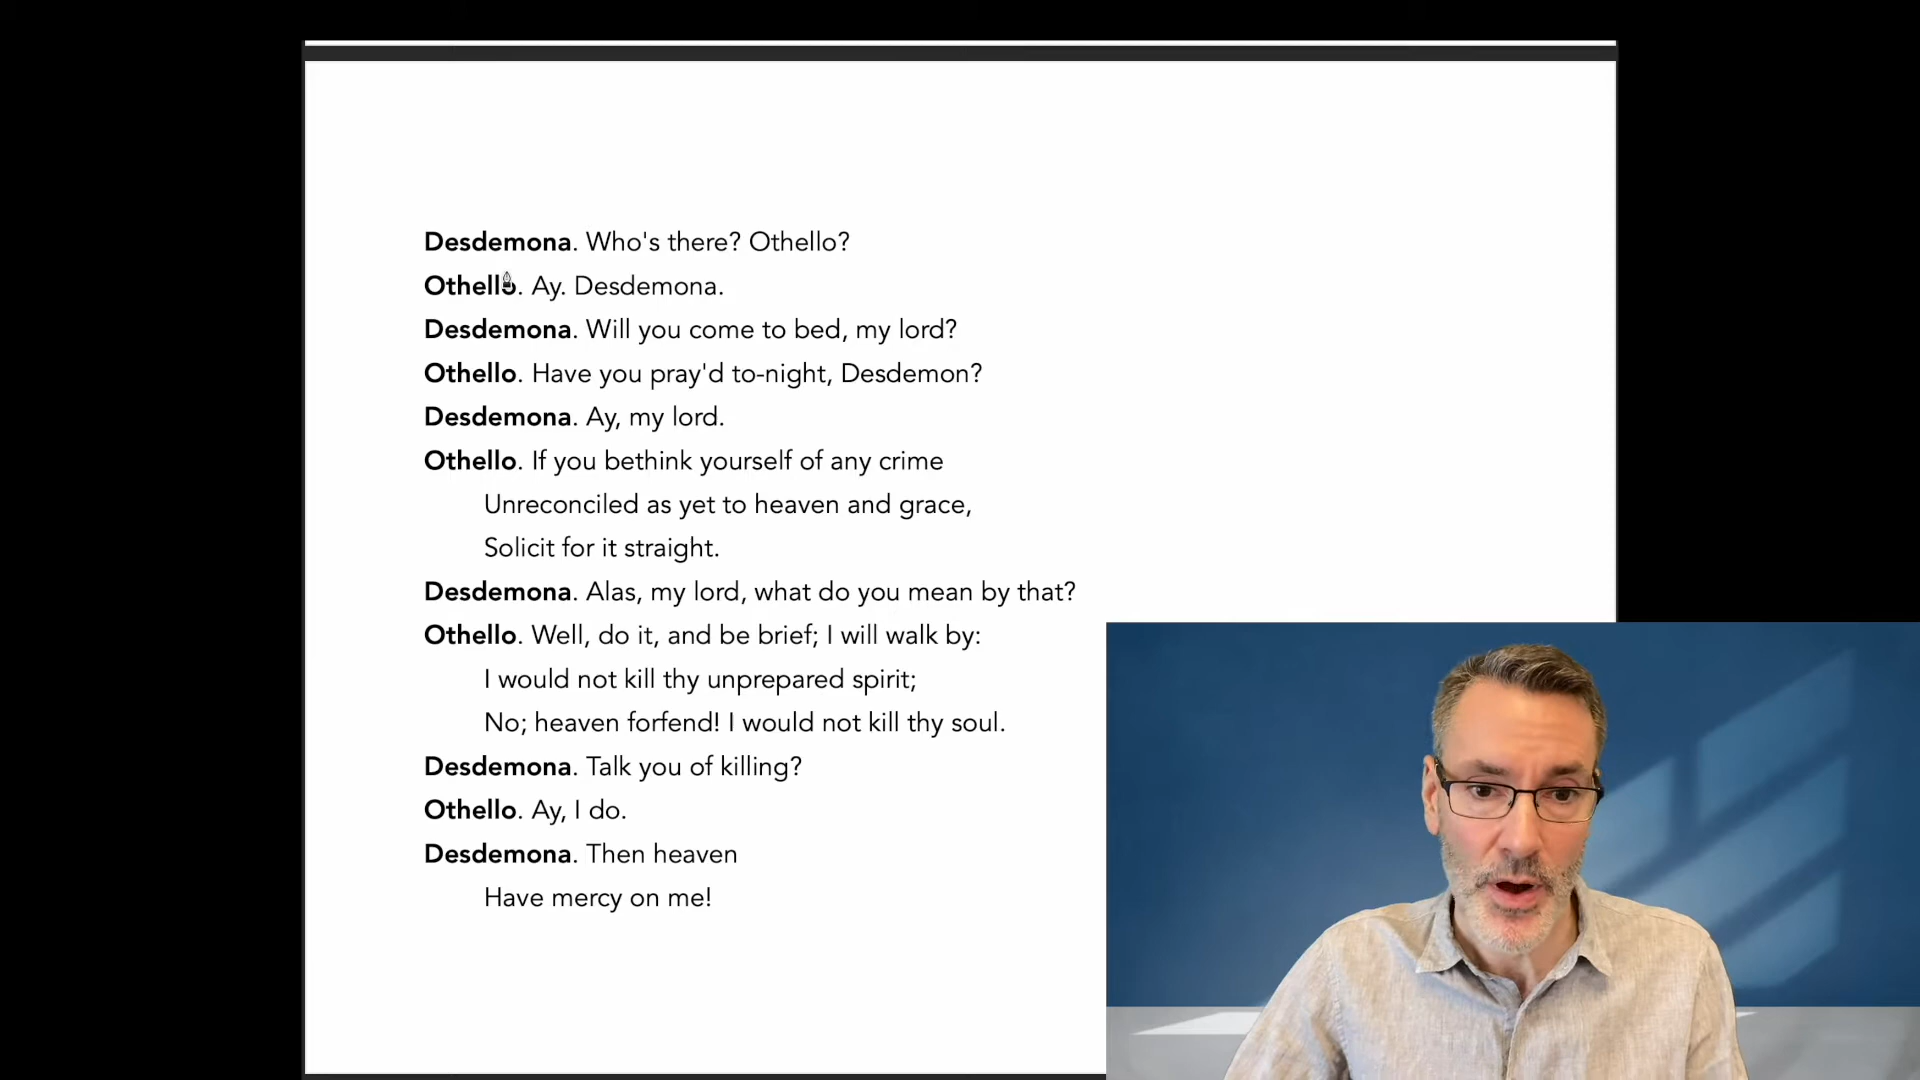 Desdemona. Who's there? Othello?
Othello. Ay. Desdemona.
Desdemona. Will you come to bed, my lord?
Othello. Have you pray'd to-night, Desdemon?
Desdemona. Ay, my lord.
Othello. If you bethink yourself of any crime
Unreconciled as yet to heaven and grace,
Solicit for it straight.
Desdemona. Alas, my lord, what do you mean by that?
Othello. Well, do it, and be brief; I will walk by:
I would not kill thy unprepared spirit;
No; heaven forfend! I would not kill thy soul.
Desdemona. Talk you of killing?
Othello. Ay, I do.
Desdemona. Then heaven
Have mercy on me!